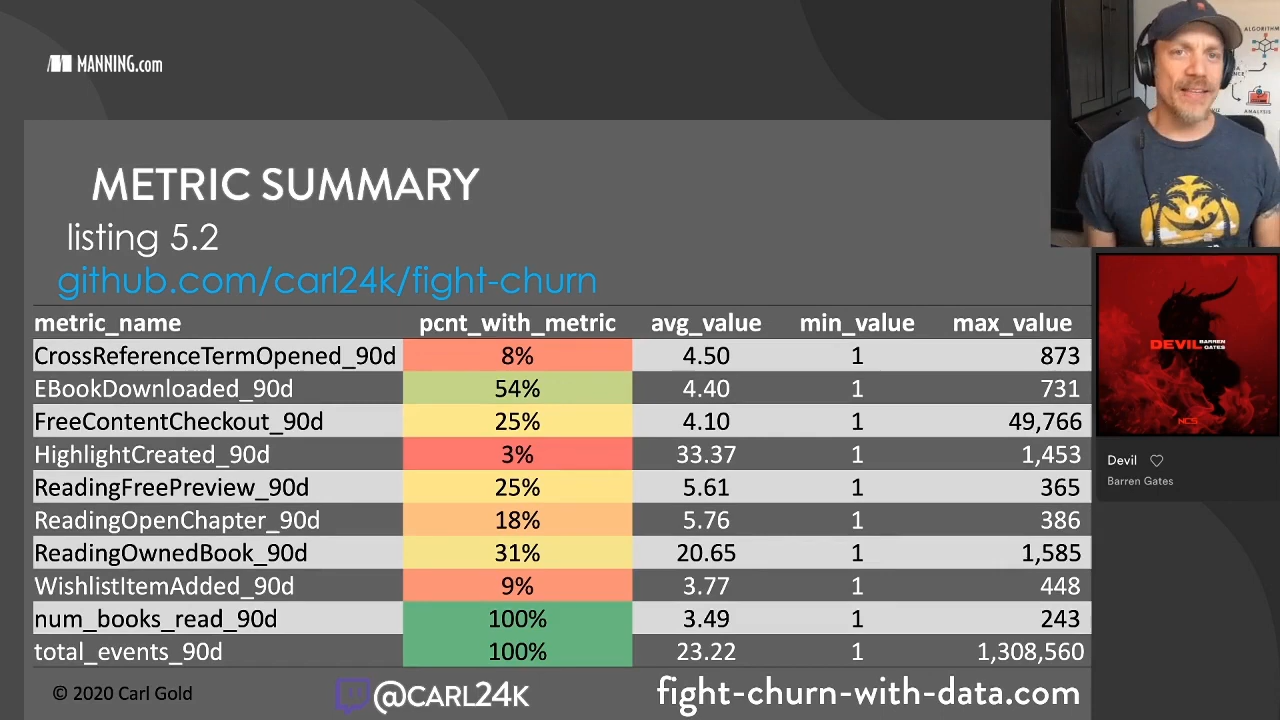 MANNING.com
METRIC SUMMARY
listing 5.2
github.com/carl24k/fight-churn
metric_name pcnt_with_metric avg_value min_value max_value
CrossReferenceTermOpened_90d 8% 4.50 1 873
EBookDownloaded_90d 54% 4.40 1 731
FreeContentCheckout_90d 25% 4.10 1 49,766
HighlightCreated_90d 3% 33.37 1 1,453
ReadingFreePreview_90d 25% 5.61 1 365
ReadingOpenChapter_90d 18% 5.76 1 386
ReadingOwnedBook_90d 31% 20.65 1 1,585
WishlistItemAdded_90d 9% 3.77 1 448
num_books_read_90d 100% 3.49 1 243
total_events_90d 100% 23.22 1 1,308,560
© 2020 Carl Gold
@CARL24K
fight-churn-with-data.com
ALGORITHM
ANALYSIS
DEVIL BARREN GATES
NCS
Devil
Barren Gates